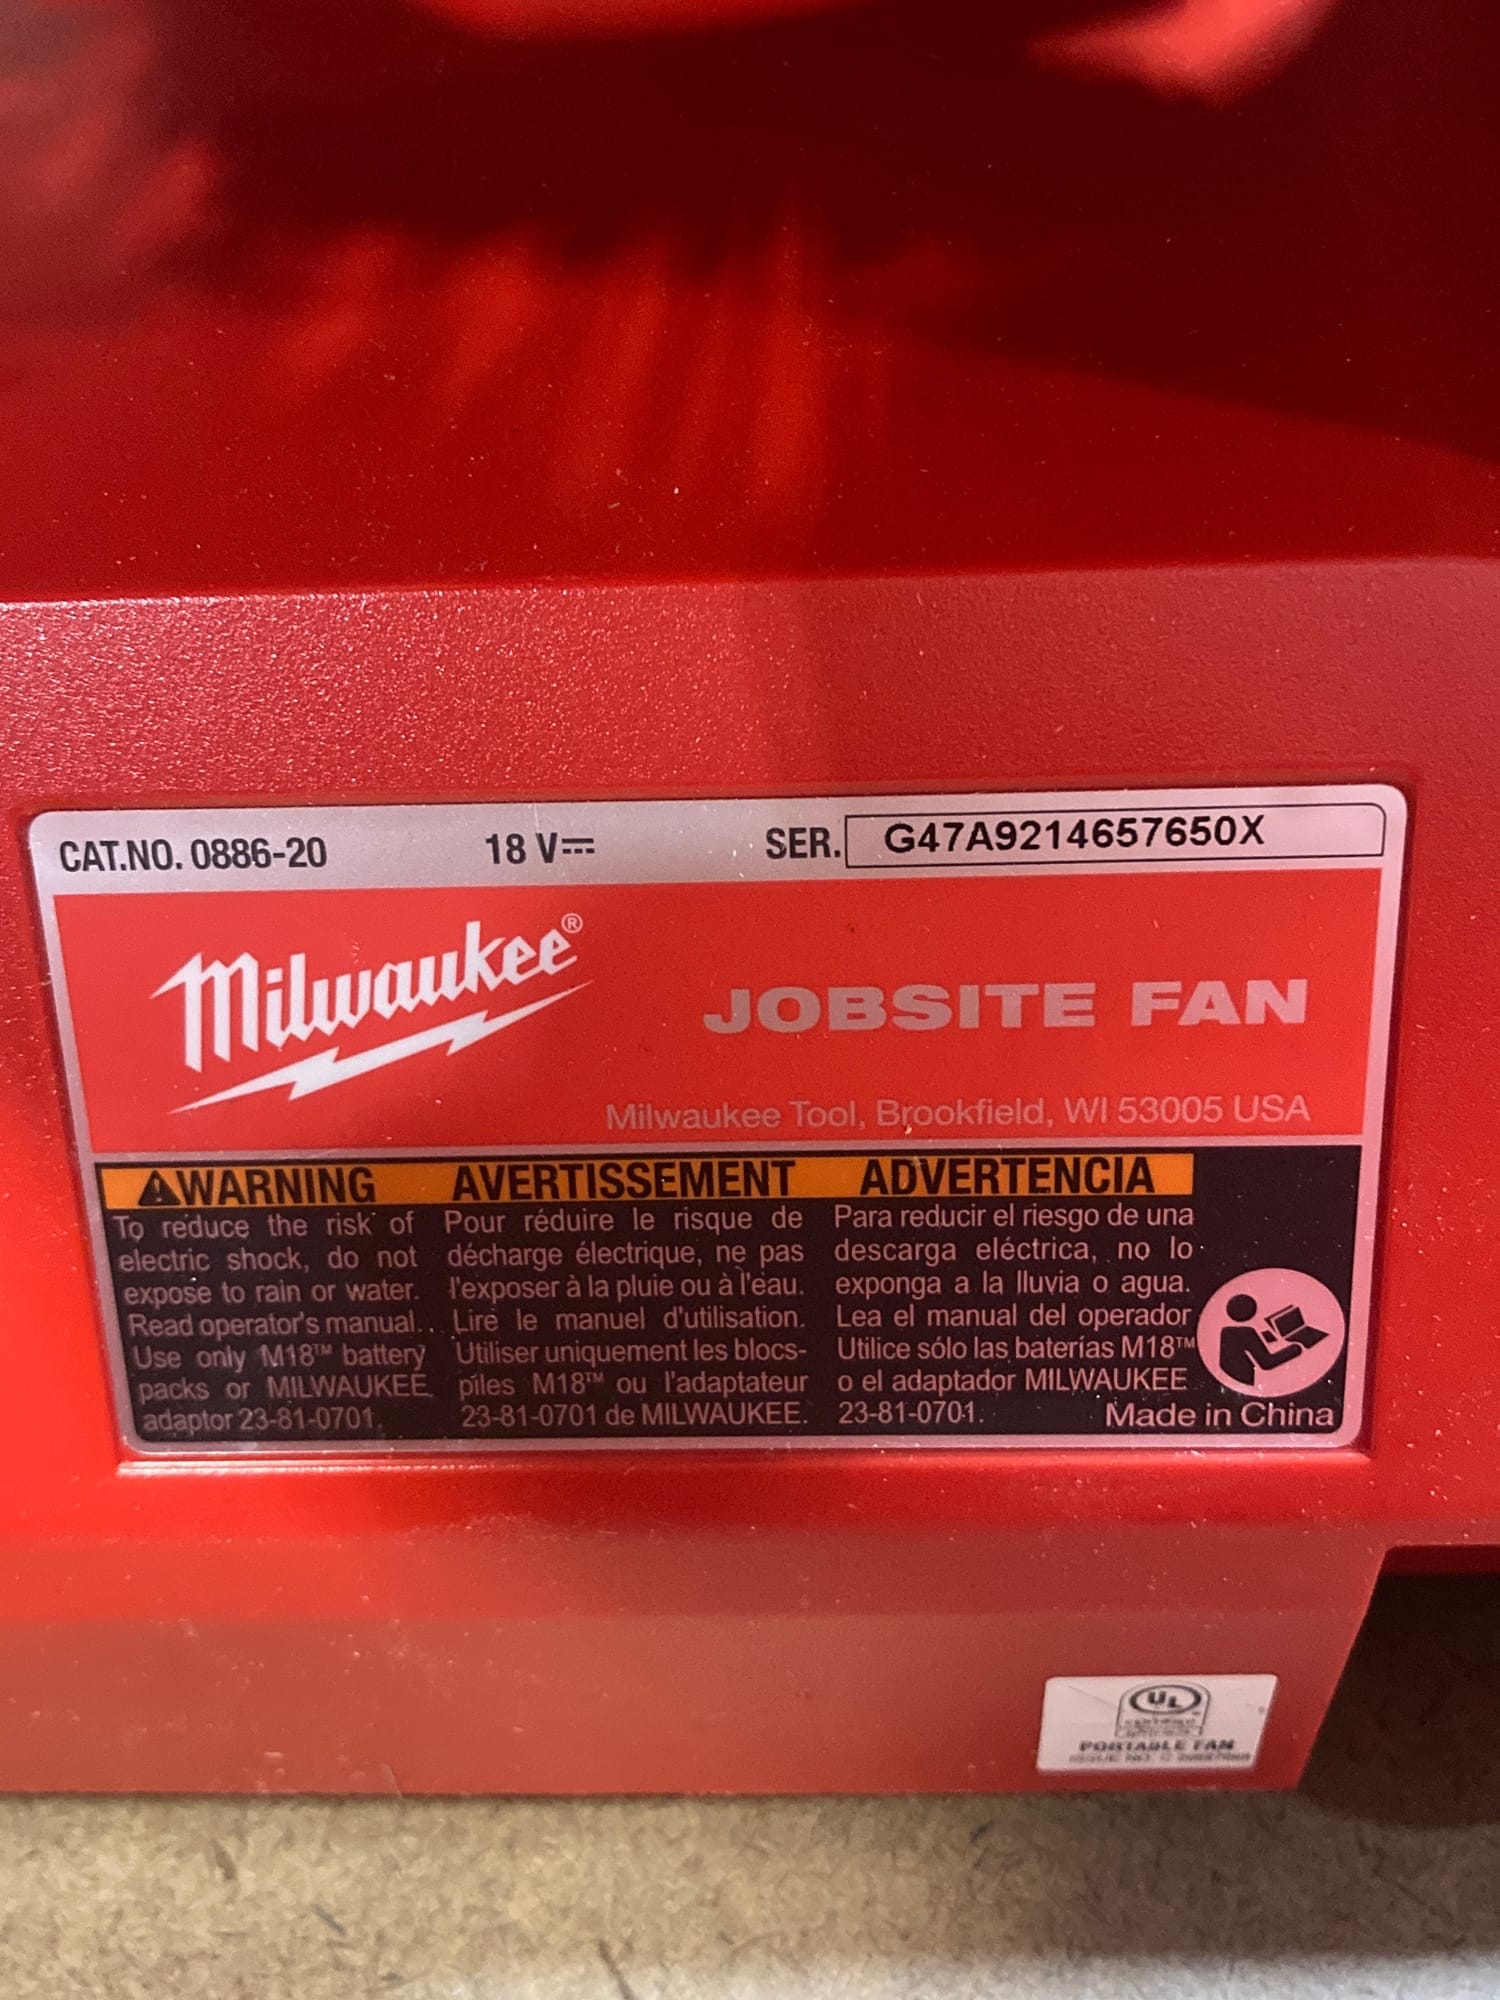 CAT.NO. 0886-20 18 V⎓ SER. G47A9214657650X
Milwaukee®
JOBSITE FAN
Milwaukee Tool, Brookfield, WI 53005 USA
⚠WARNING
To reduce the risk of
electric shock, do not
expose to rain or water.
Read operator's manual.
Use only M18™ battery
packs or MILWAUKEE
adaptor 23-81-0701.
AVERTISSEMENT
Pour réduire le risque de
décharge électrique, ne pas
l'exposer à la pluie ou à l'eau.
Lire le manuel d'utilisation.
Utiliser uniquement les blocs-
piles M18™ ou l'adaptateur
23-81-0701 de MILWAUKEE.
ADVERTENCIA
Para reducir el riesgo de una
descarga eléctrica, no lo
exponga a la lluvia o agua.
Lea el manual del operador
Utilice sólo las baterías M18™
o el adaptador MILWAUKEE
23-81-0701.
Made in China
UL
PORTABLE FAN
ISSUE NO. C